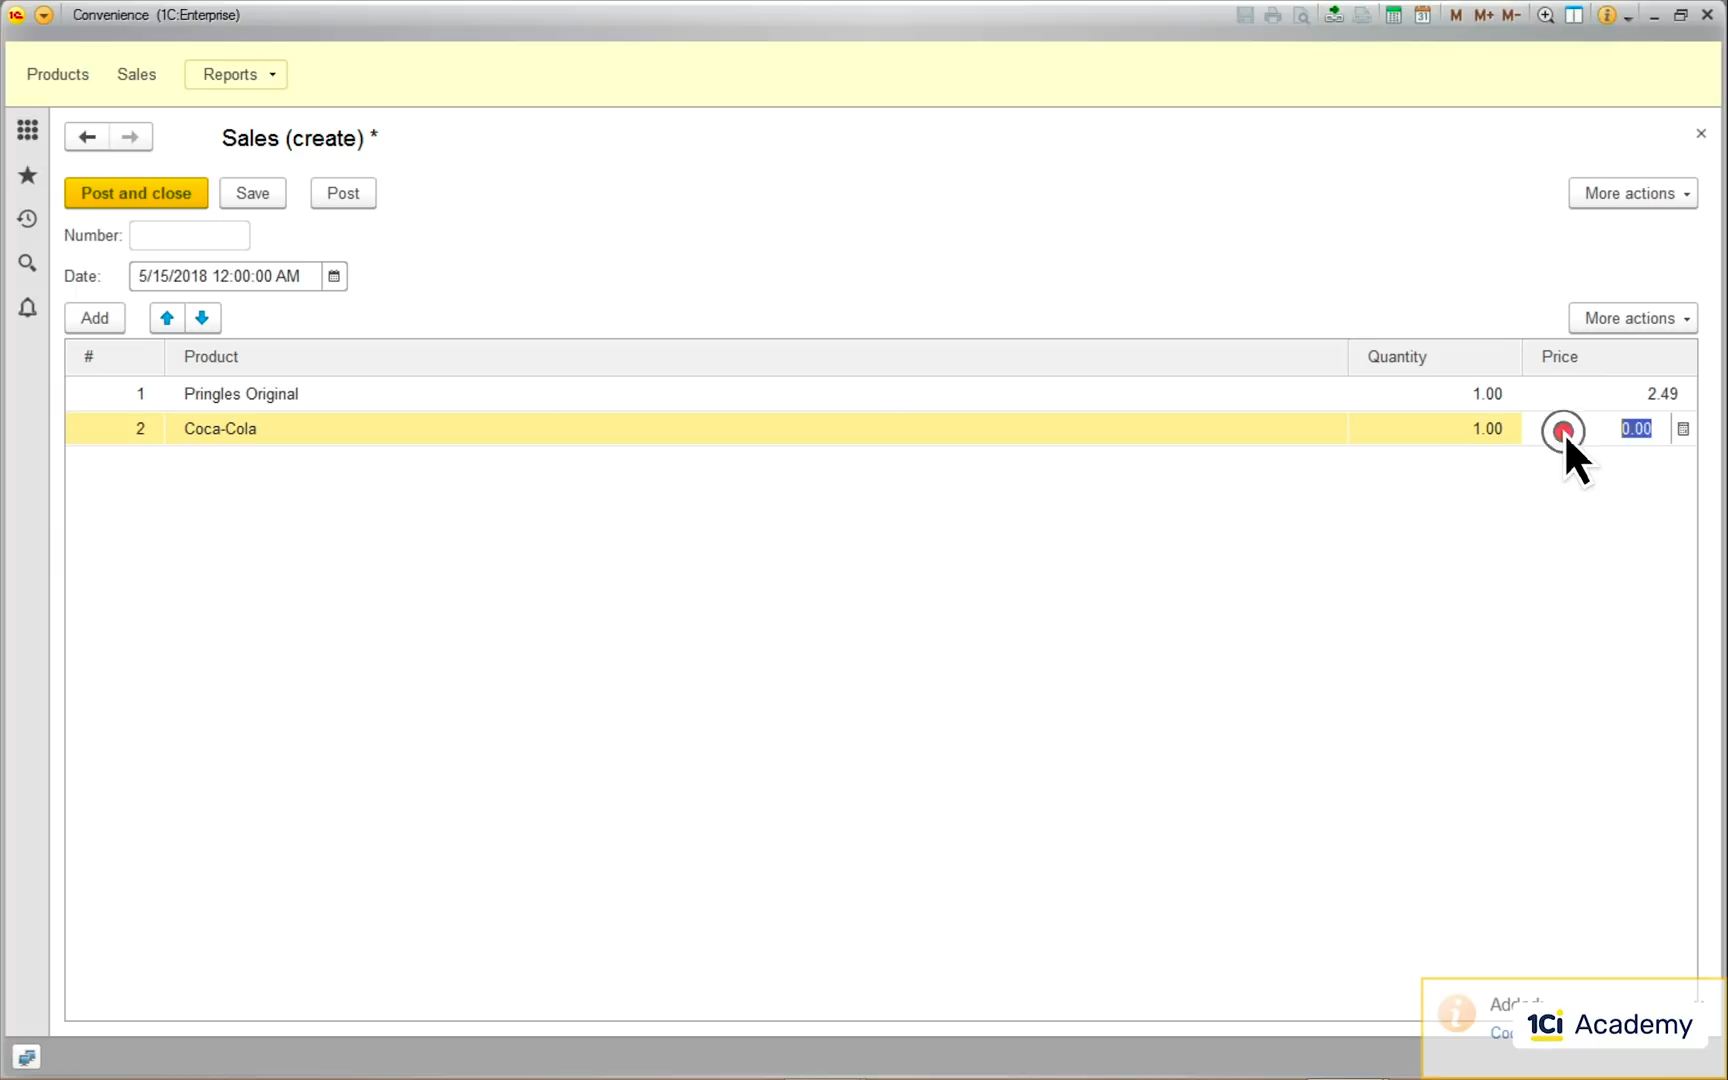 Convenience (1C:Enterprise)
M M+ M-
Products Sales Reports
Sales (create) *
Post and close Save Post More actions
Number:
Date: 5/15/2018 12:00:00 AM
Add More actions
# Product Quantity Price
1 Pringles Original 1.00 2.49
2 Coca-Cola 1.00 0.00
1Ci Academy